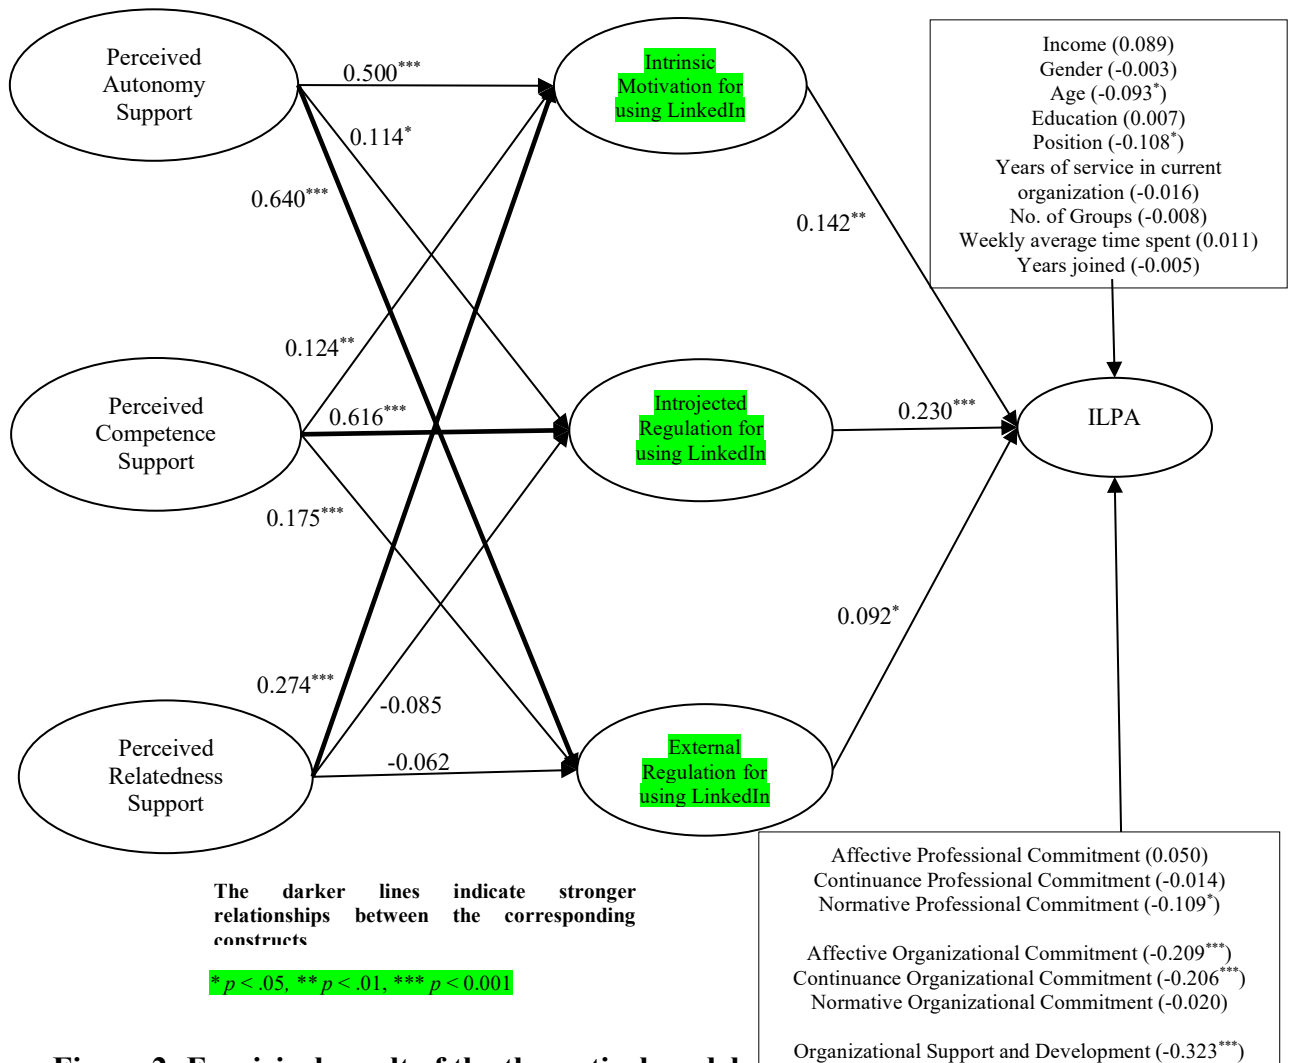 Perceived
Autonomy
Support
0.500***
0.114*
0.640***
Intrinsic
Motivation for
using LinkedIn
Income (0.089)
Gender (-0.003)
Age (-0.093*)
Education (0.007)
Position (-0.108*)
Years of service in current
organization (-0.016)
No. of Groups (-0.008)
Weekly average time spent (0.011)
Years joined (-0.005)
0.142**
Perceived
Competence
Support
0.124**
0.616***
0.175***
Introjected
Regulation for
using LinkedIn
0.230***
ILPA
0.092*
Perceived
Relatedness
Support
0.274***
-0.085
-0.062
External
Regulation for
using LinkedIn
The darker lines indicate stronger
relationships between the corresponding
constructs
* p < .05, ** p < .01, *** p < 0.001
Affective Professional Commitment (0.050)
Continuance Professional Commitment (-0.014)
Normative Professional Commitment (-0.109*)
Affective Organizational Commitment (-0.209***)
Continuance Organizational Commitment (-0.206***)
Normative Organizational Commitment (-0.020)
Organizational Support and Development (-0.323***)